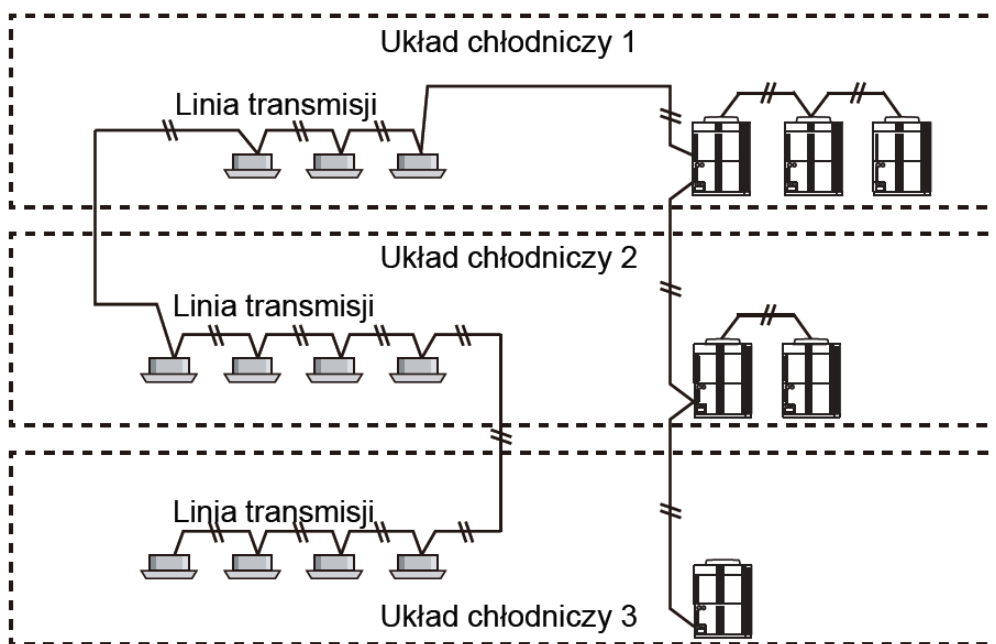 Układ chłodniczy 1
Linia transmisji
Układ chłodniczy 2
Linia transmisji
Linia transmisji
Układ chłodniczy 3